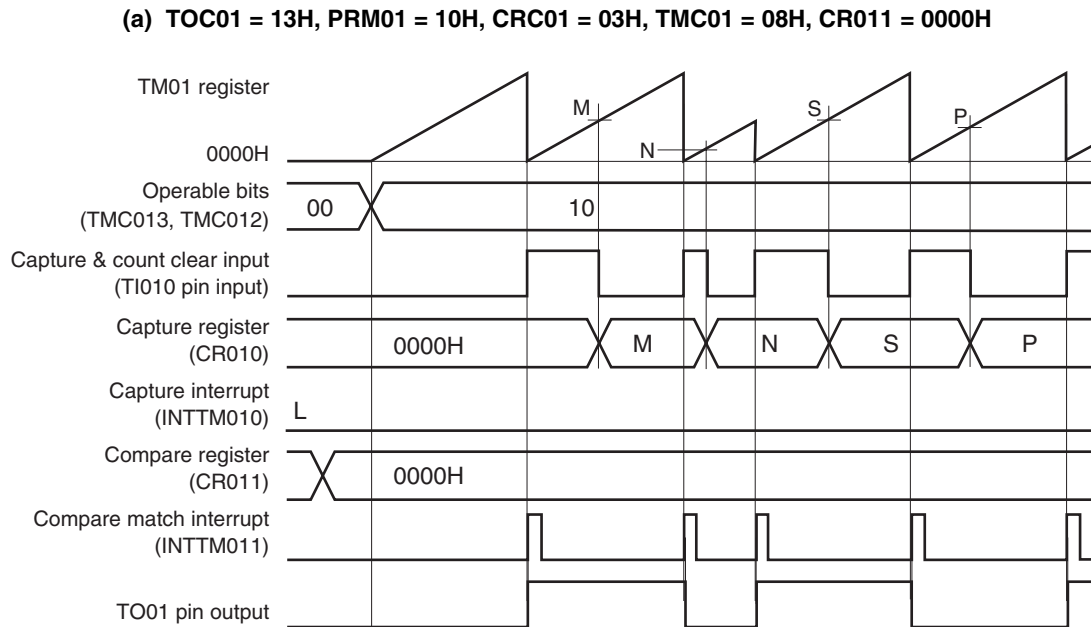 (a) TOC01 = 13H, PRM01 = 10H, CRC01 = 03H, TMC01 = 08H, CR011 = 0000H
TM01 register
M
S
P
N
0000H
Operable bits
(TMC013, TMC012)
00
10
Capture & count clear input
(TI010 pin input)
Capture register
(CR010)
0000H
M
N
S
P
Capture interrupt
(INTTM010)
L
Compare register
(CR011)
0000H
Compare match interrupt
(INTTM011)
TO01 pin output